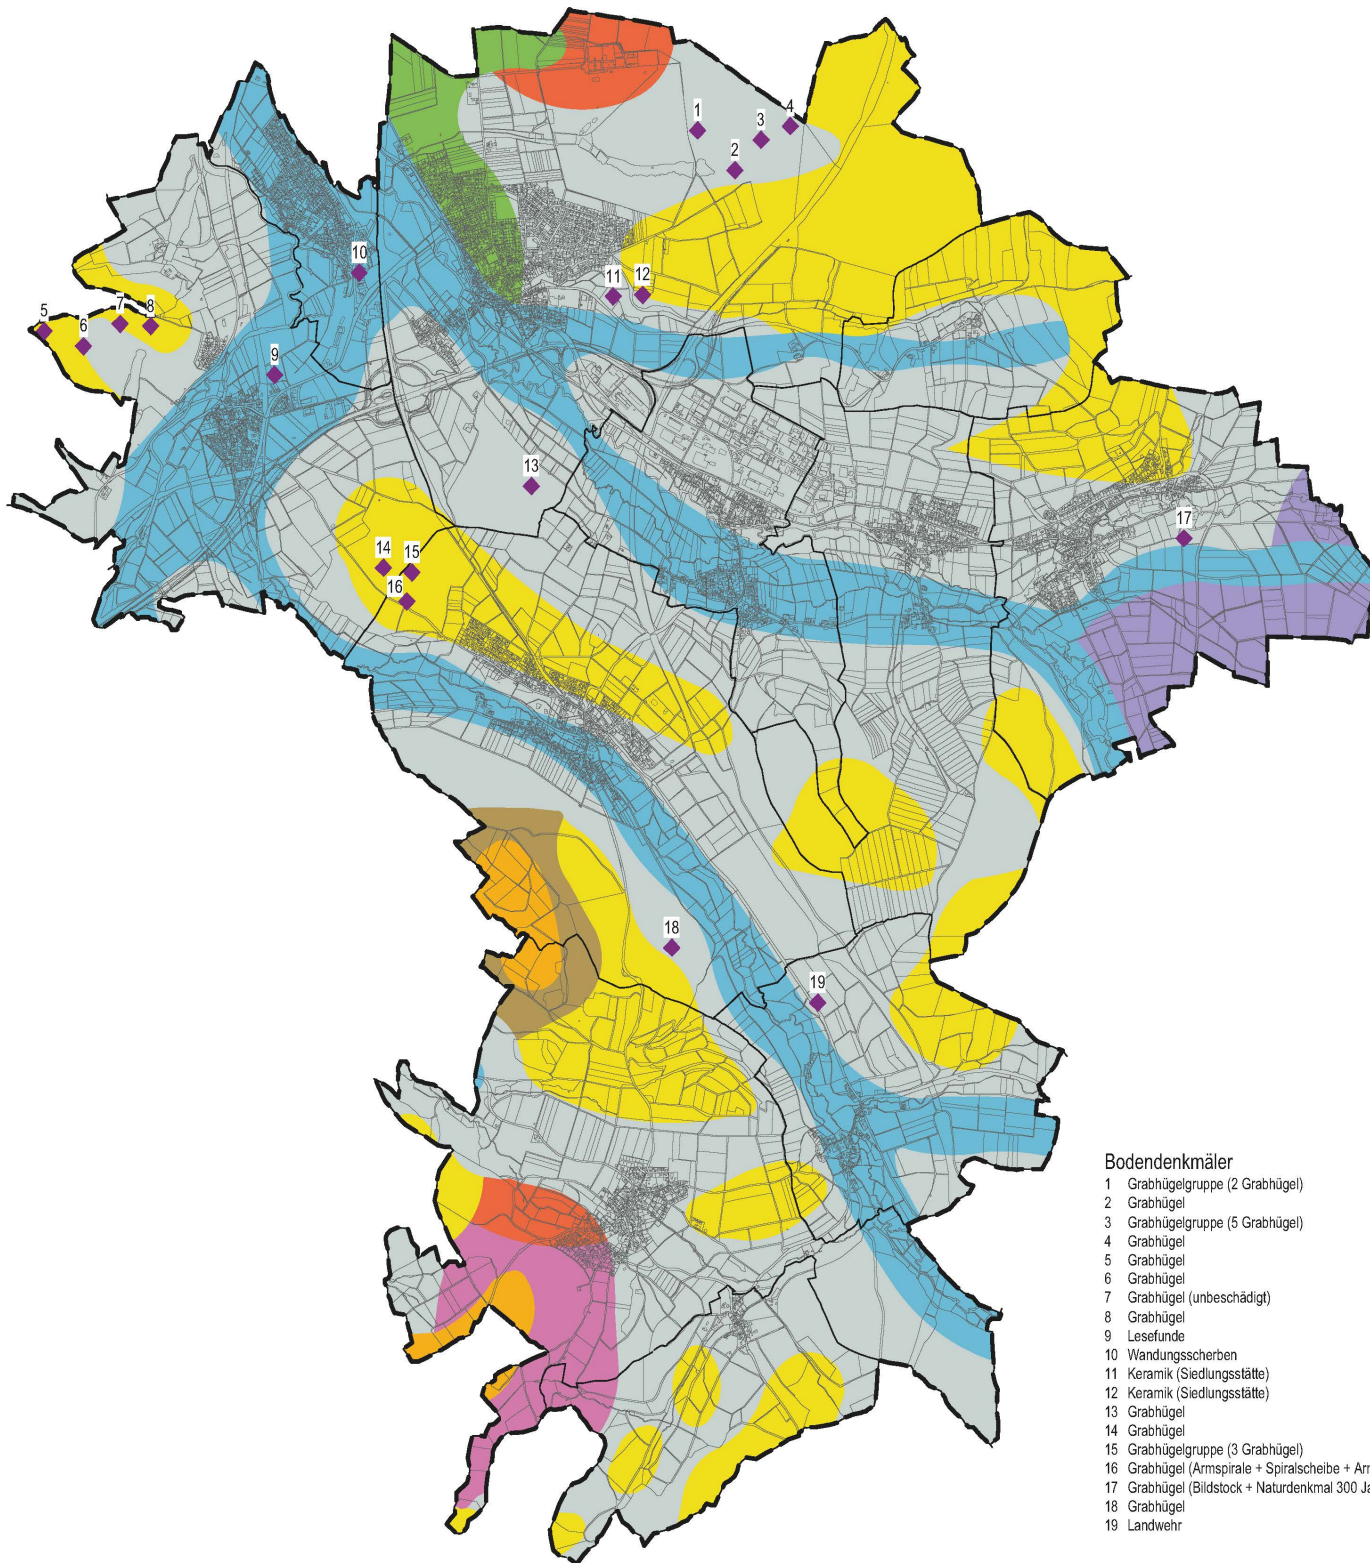 1
4
3
2
10
12
11
5
7
8
6
9
13
17
14
15
16
18
19
Bodendenkmäler
1 Grabhügelgruppe (2 Grabhügel)
2 Grabhügel
3 Grabhügelgruppe (5 Grabhügel)
4 Grabhügel
5 Grabhügel
6 Grabhügel
7 Grabhügel (unbeschädigt)
8 Grabhügel
9 Lesefunde
10 Wandungsscherben
11 Keramik (Siedlungsstätte)
12 Keramik (Siedlungsstätte)
13 Grabhügel
14 Grabhügel
15 Grabhügelgruppe (3 Grabhügel)
16 Grabhügel (Armspirale + Spiralscheibe +
17 Grabhügel (Bildstock + Naturdenkmal 300
18 Grabhügel
19 Landwehr